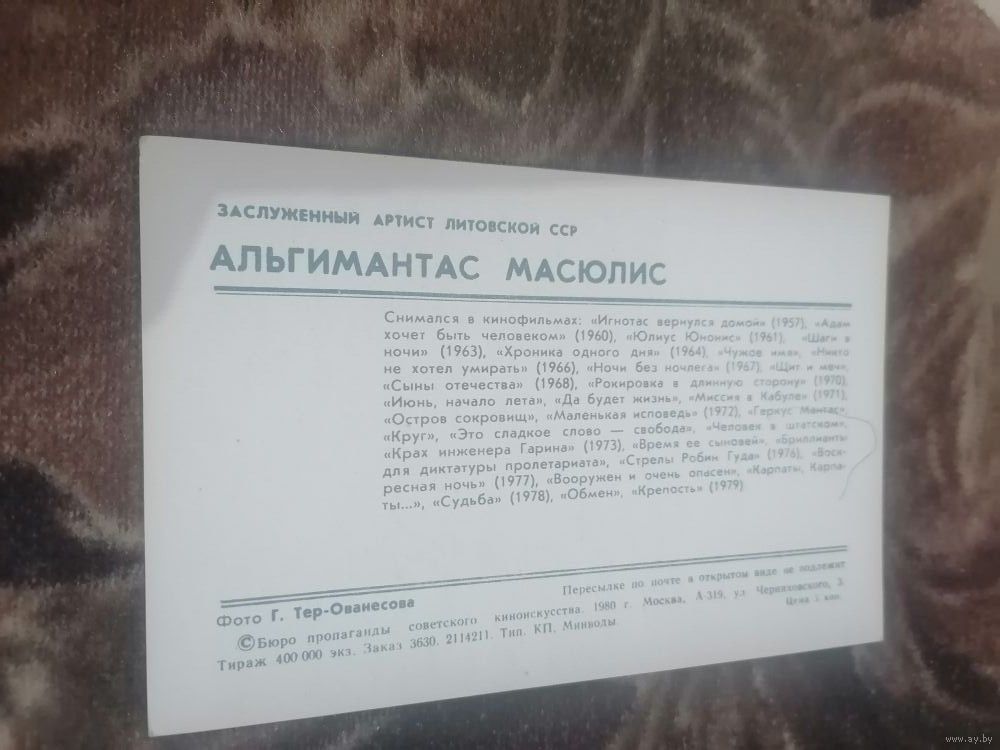 ЗАСЛУЖЕННЫЙ АРТИСТ ЛИТОВСКОЙ ССР
АЛЬГИМАНТАС МАСЮЛИС
Снимался в кинофильмах: «Игнотас вернулся домой» (1957), «Адам
хочет быть человеком» (1960), «Юлиус Юнонис» (1961), «Шаги в
ночи» (1963), «Хроника одного дня» (1964), «Чужое имя», «Никто
не хотел умирать» (1966), «Ночи без ночлега» (1967), «Щит и меч»,
«Сыны отечества» (1968), «Рокировка в длинную сторону» (1970),
«Июнь, начало лета», «Да будет жизнь», «Миссия в Кабуле» (1971),
«Остров сокровищ», «Маленькая исповедь» (1972), «Геркус Мантас»,
«Круг», «Это сладкое слово — свобода», «Человек в штатском»,
«Крах инженера Гарина» (1973), «Время ее сыновей», «Бриллианты
для диктатуры пролетариата», «Стрелы Робин Гуда» (1976), «Воск-
ресная ночь» (1977), «Вооружен и очень опасен», «Карпаты, Карпа-
ты...», «Судьба» (1978), «Обмен», «Крепость» (1979)
Фото Г. Тер-Ованесова
Пересылке по почте в открытом виде не подлежит
©Бюро пропаганды советского киноискусства. 1980 г. Москва, А-319, ул. Черняховского, 3.
Тираж 400 000 экз. Заказ 3630. 2114211. Тип. КП, Минводы.
Цена коп.
www.ay.by